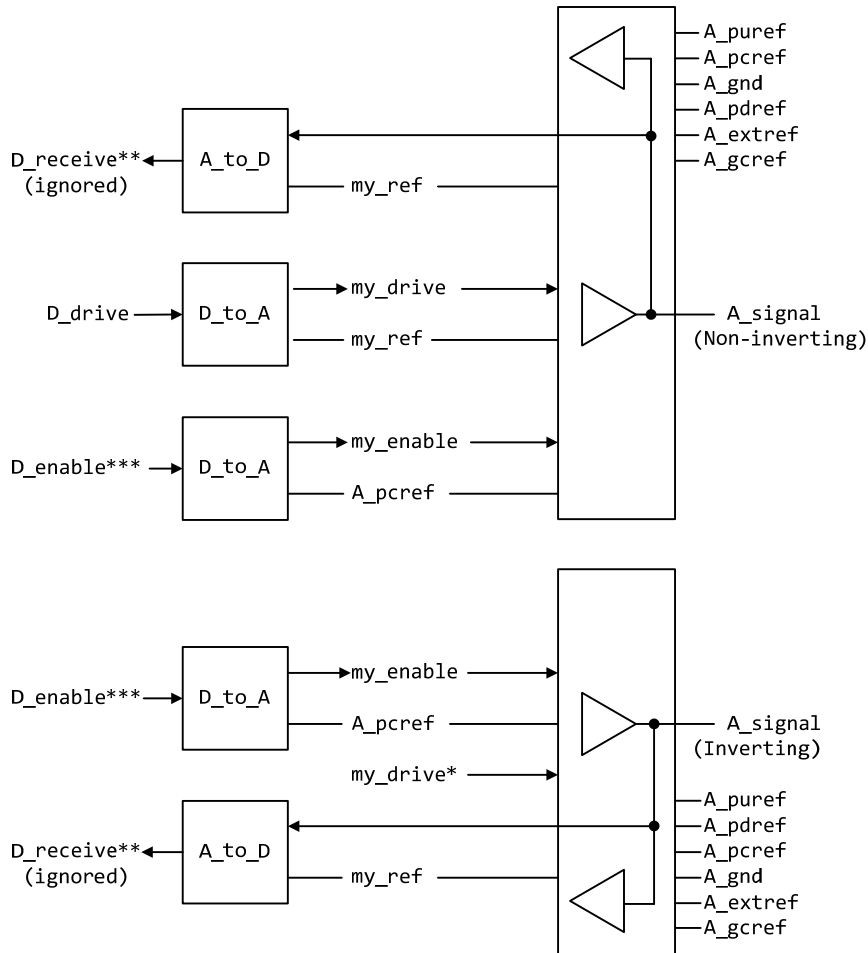 A_puref
A_pcref
A_gnd
A_pdref
A_extref
A_gcref
D_receive**
(ignored)
A_to_D
my_ref
D_drive
D_to_A
my_drive
my_ref
A_signal
(Non-inverting)
D_enable***
D_to_A
my_enable
A_pcref
D_enable***
D_to_A
my_enable
A_pcref
my_drive*
A_signal
(Inverting)
D_receive**
(ignored)
A_to_D
my_ref
A_puref
A_pdref
A_pcref
A_gnd
A_extref
A_gcref